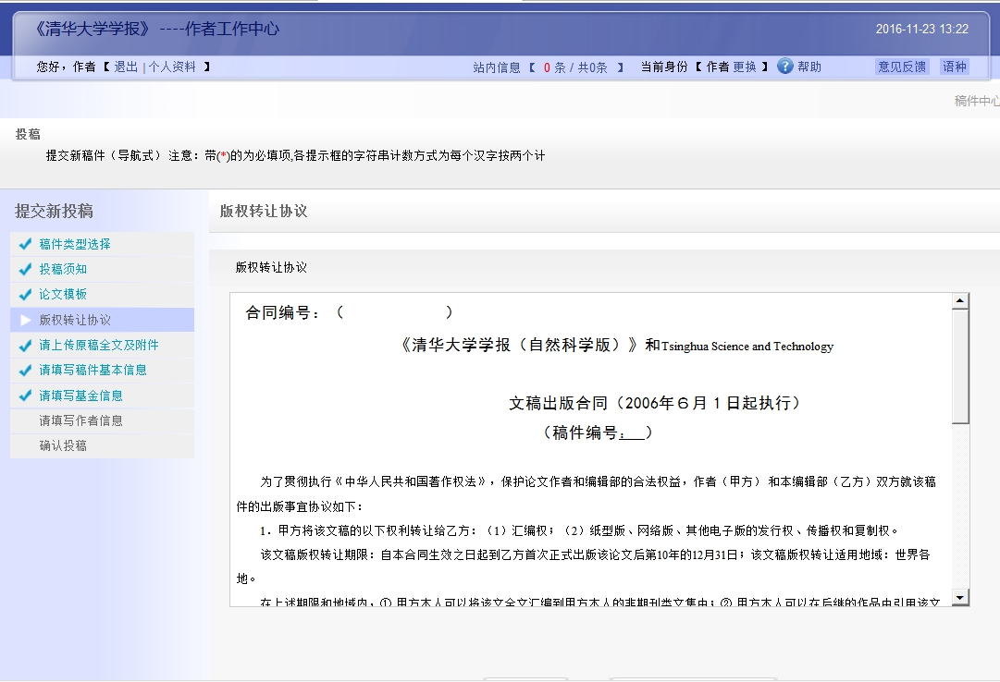 《清华大学学报》 ----作者工作中心
2016-11-23 13:22
您好，作者【 退出 | 个人资料 】
站内信息【 0 条 / 共0条 】 当前身份【 作者 更换 】 ? 帮助
意见反馈 语种
稿件中心
投稿
提交新稿件（导航式） 注意：带(*)的为必填项,各提示框的字符串计数方式为每个汉字按两个计
提交新投稿
稿件类型选择
投稿须知
论文模板
版权转让协议
请上传原稿全文及附件
请填写稿件基本信息
请填写基金信息
请填写作者信息
确认投稿
版权转让协议
版权转让协议
合同编号：（ ）
《清华大学学报（自然科学版）》和Tsinghua Science and Technology
文稿出版合同（2006年６月１日起执行）
（稿件编号：__）
为了贯彻执行《中华人民共和国著作权法》，保护论文作者和编辑部的合法权益，作者（甲方） 和本编辑部（乙方）双方就该稿
件的出版事宜协议如下：
1．甲方将该文稿的以下权利转让给乙方：（1）汇编权；（2）纸型版、网络版、其他电子版的发行权、传播权和复制权。
该文稿版权转让期限：自本合同生效之日起到乙方首次正式出版该论文后第10年的12月31日；该文稿版权转让适用地域：世界各
地。
在上述期限和地域内，① 甲方本人可以将该文全文汇编到甲方本人的非期刊类文集中；② 甲方本人可以在后继的作品中引用该文